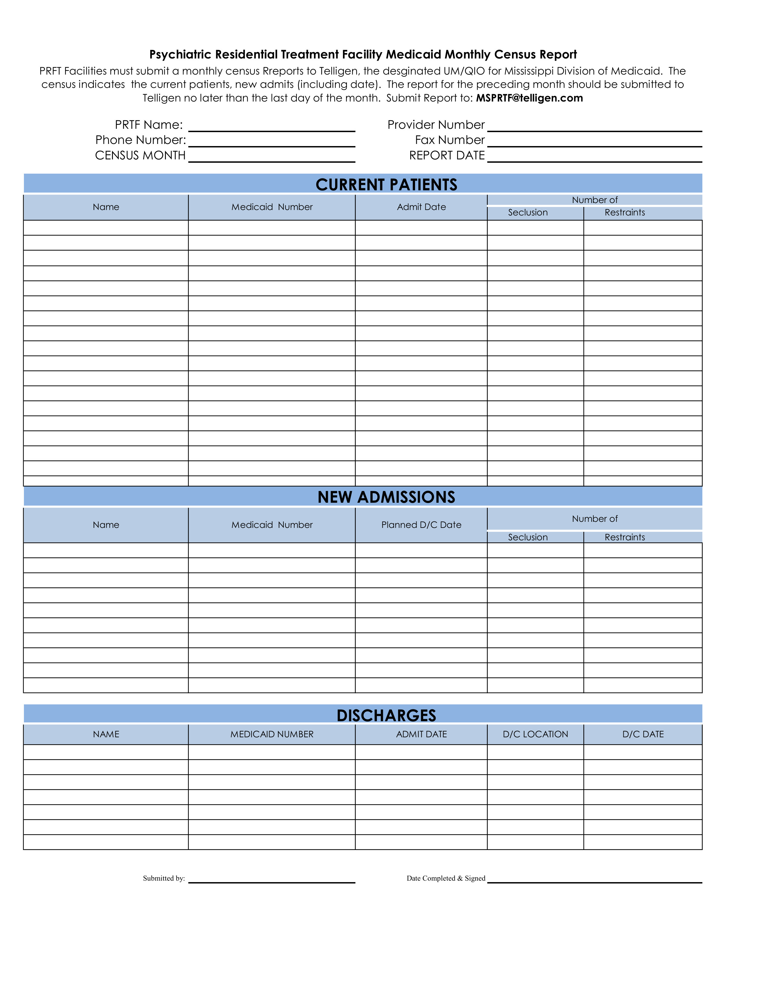 Psychiatric Residential Treatment Facility Medicaid Monthly Census Report
PRFT Facilities must submit a monthly census Rreports to Telligen, the desginated UM/QIO for Mississippi Division of Medicaid.  The
census indicates  the current patients, new admits (including date).  The report for the preceding month should be submitted to
Telligen no later than the last day of the month.  Submit Report to: MSPRTF@telligen.com
PRTF Name: Provider Number
Phone Number: Fax Number
CENSUS MONTH REPORT DATE
CURRENT PATIENTS
Name Medicaid  Number Admit Date Number of
Seclusion Restraints
NEW ADMISSIONS
Name Medicaid  Number Planned D/C Date Number of
Seclusion Restraints
DISCHARGES
NAME MEDICAID NUMBER ADMIT DATE D/C LOCATION D/C DATE
Submitted by: Date Completed & Signed